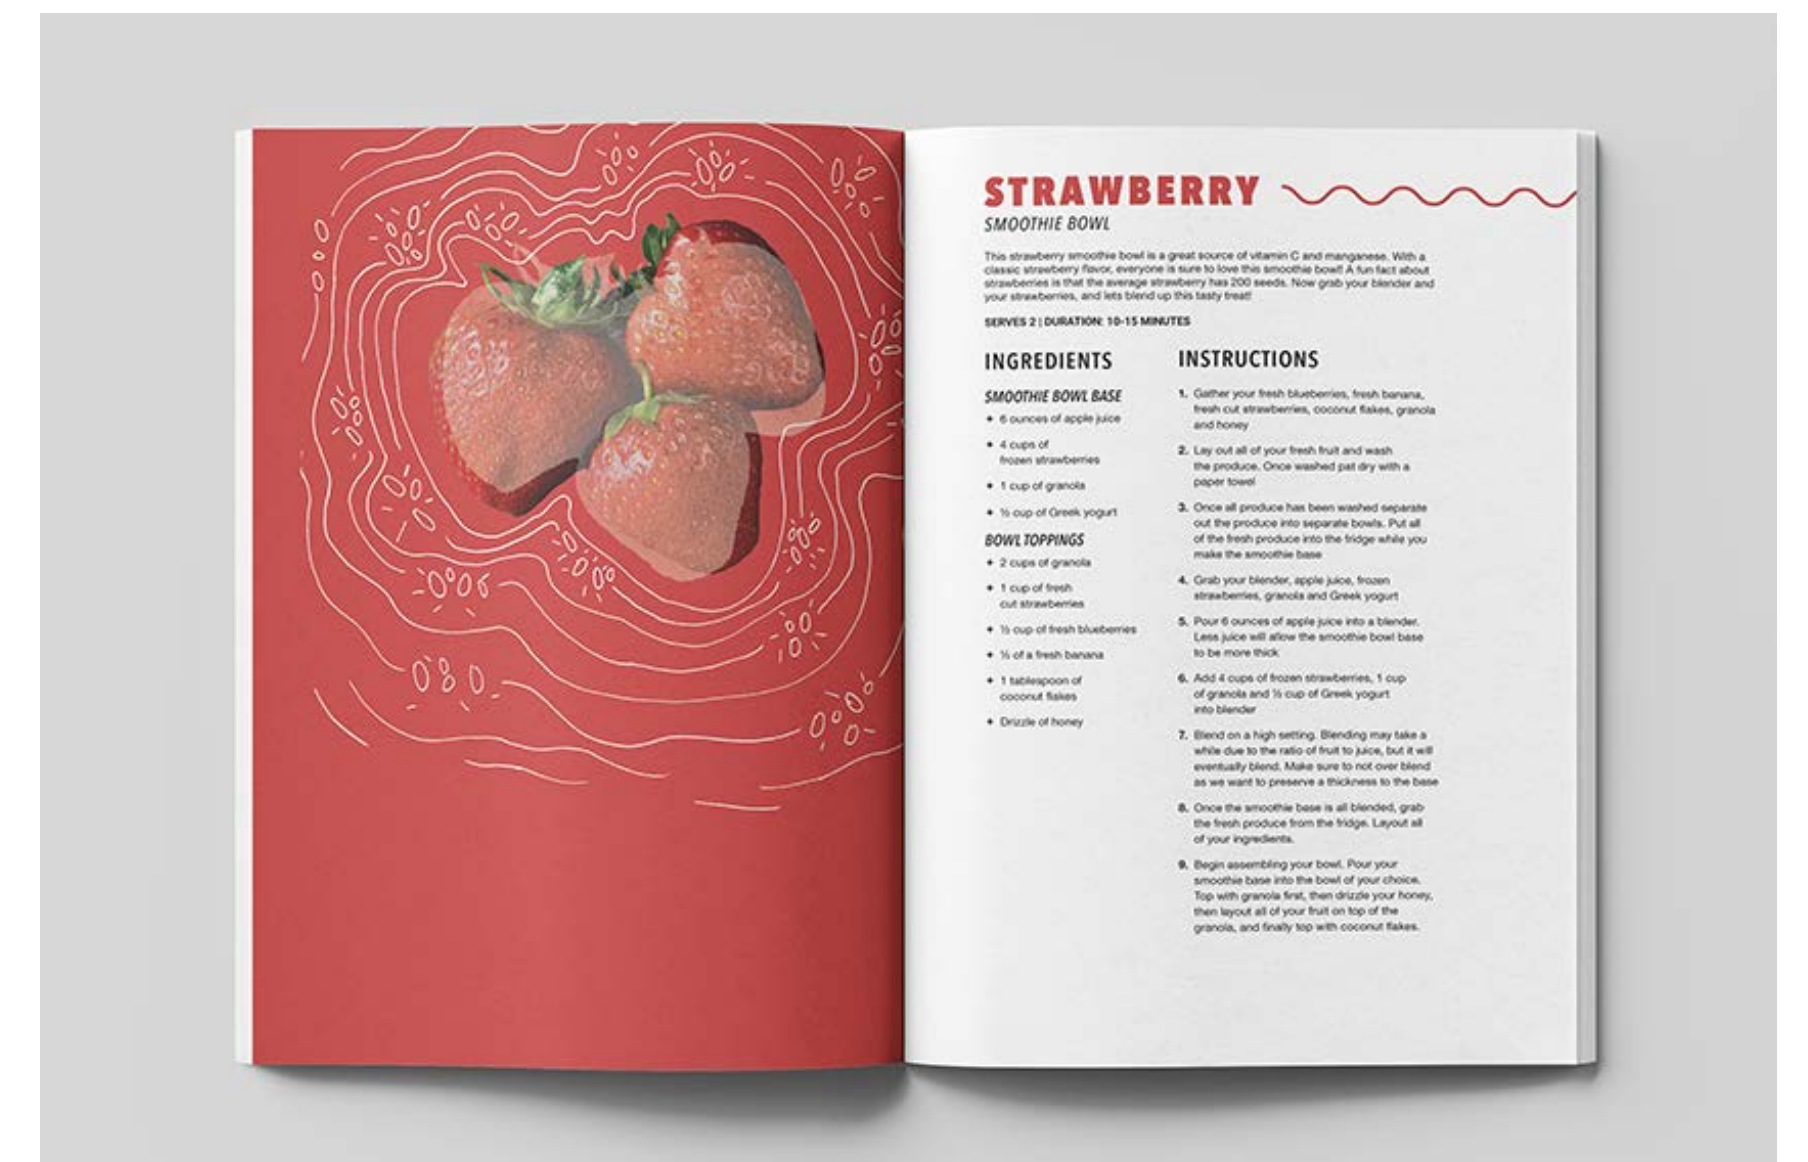 STRAWBERRY
SMOOTHIE BOWL
This strawberry smoothie bowl is a great source of vitamin C and manganese. With a
classic strawberry flavor, everyone is sure to love this smoothie bowl! A fun fact about
strawberries is that the average strawberry has 200 seeds. Now grab your blender and
your strawberries, and lets blend up this tasty treat!
SERVES 2 | DURATION: 10-15 MINUTES
INGREDIENTS
SMOOTHIE BOWL BASE
+ 6 ounces of apple juice
+ 4 cups of
frozen strawberries
+ 1 cup of granola
+ ½ cup of Greek yogurt
BOWL TOPPINGS
+ 2 cups of granola
+ 1 cup of fresh
cut strawberries
+ ½ cup of fresh blueberries
+ ½ of a fresh banana
+ 1 tablespoon of
coconut flakes
+ Drizzle of honey
INSTRUCTIONS
1. Gather your fresh blueberries, fresh banana,
fresh cut strawberries, coconut flakes, granola
and honey
2. Lay out all of your fresh fruit and wash
the produce. Once washed pat dry with a
paper towel
3. Once all produce has been washed separate
out the produce into separate bowls. Put all
of the fresh produce into the fridge while you
make the smoothie base
4. Grab your blender, apple juice, frozen
strawberries, granola and Greek yogurt
5. Pour 6 ounces of apple juice into a blender.
Less juice will allow the smoothie bowl base
to be more thick
6. Add 4 cups of frozen strawberries, 1 cup
of granola and ½ cup of Greek yogurt
into blender
7. Blend on a high setting. Blending may take a
while due to the ratio of fruit to juice, but it will
eventually blend. Make sure to not over blend
as we want to preserve a thickness to the base
8. Once the smoothie base is all blended, grab
the fresh produce from the fridge. Layout all
of your ingredients.
9. Begin assembling your bowl. Pour your
smoothie base into the bowl of your choice.
Top with granola first, then drizzle your honey,
then layout all of your fruit on top of the
granola, and finally top with coconut flakes.